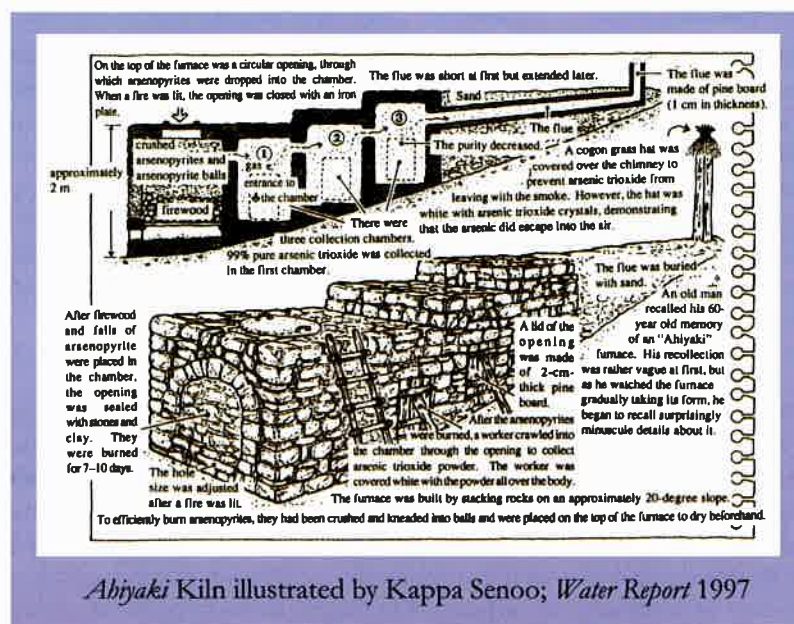 On the top of the furnace was a circular opening, through
which arsenopyrites were dropped into the chamber.
When a fire was lit, the opening was closed with an iron
plate.
The flue was short at first but extended later.
The flue was
made of pine board
(1 cm in thickness).
Sand
The flue
approximately
2 m
crushed
arsenopyrites and
arsenopyrite balls
firewood
①
gas
entrance to
the chamber
②
③
The purity decreased.
There were
three collection chambers.
99% pure arsenic trioxide was collected
In the first chamber.
A cogon grass hat was
covered over the chimney to
prevent arsenic trioxide from
leaving with the smoke. However, the hat was
white with arsenic trioxide crystals, demonstrating
that the arsenic did escape into the air.
The flue was buried
with sand.
An old man
recalled his 60-
year old memory
of an "Ahiyaki"
furnace. His recollection
was rather vague at first, but
as he watched the furnace
gradually taking its form, he
began to recall surprisingly
minuscule details about it.
After firewood
and falls of
arsenopyrite
were placed in
the chamber,
the opening
was sealed
with stones and
clay. They
were burned
for 7-10 days.
The hole
size was adjusted
after a fire was lit.
A lid of the
opening
was made
of 2-cm-
thick pine
board.
After the arsenopyrites
were burned, a worker crawled into
the chamber through the opening to collect
arsenic trioxide powder. The worker was
covered white with the powder all over the body.
The furnace was built by stacking rocks on an approximately 20-degree slope.
To efficiently burn arsenopyrites, they had been crushed and kneaded into balls and were placed on the top of the furnace to dry beforehand.
Ahiyaki Kiln illustrated by Kappa Senoo; Water Report 1997